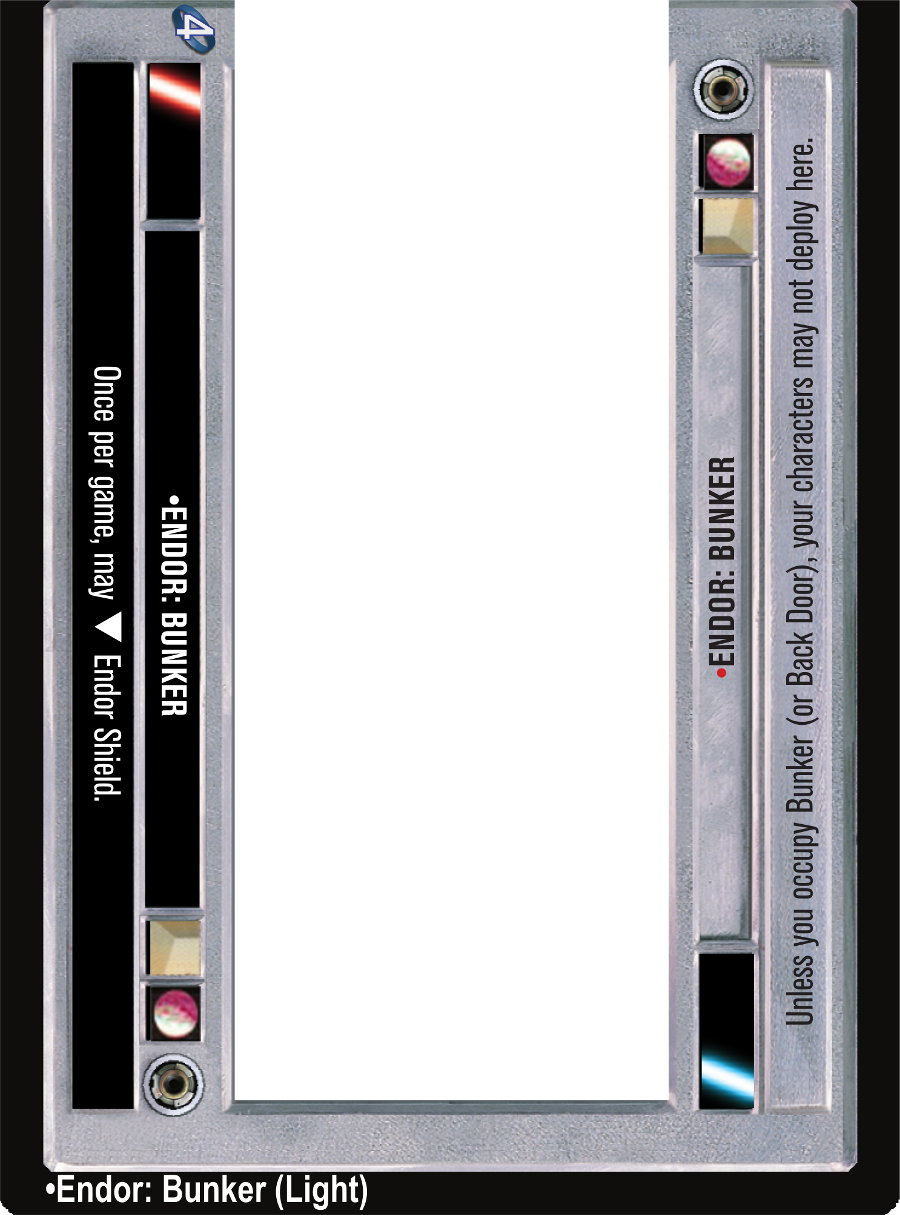 4
Once per game, may ▼ Endor Shield.
•ENDOR: BUNKER
•ENDOR: BUNKER
Unless you occupy Bunker (or Back Door), your characters may not deploy here.
•Endor: Bunker (Light)